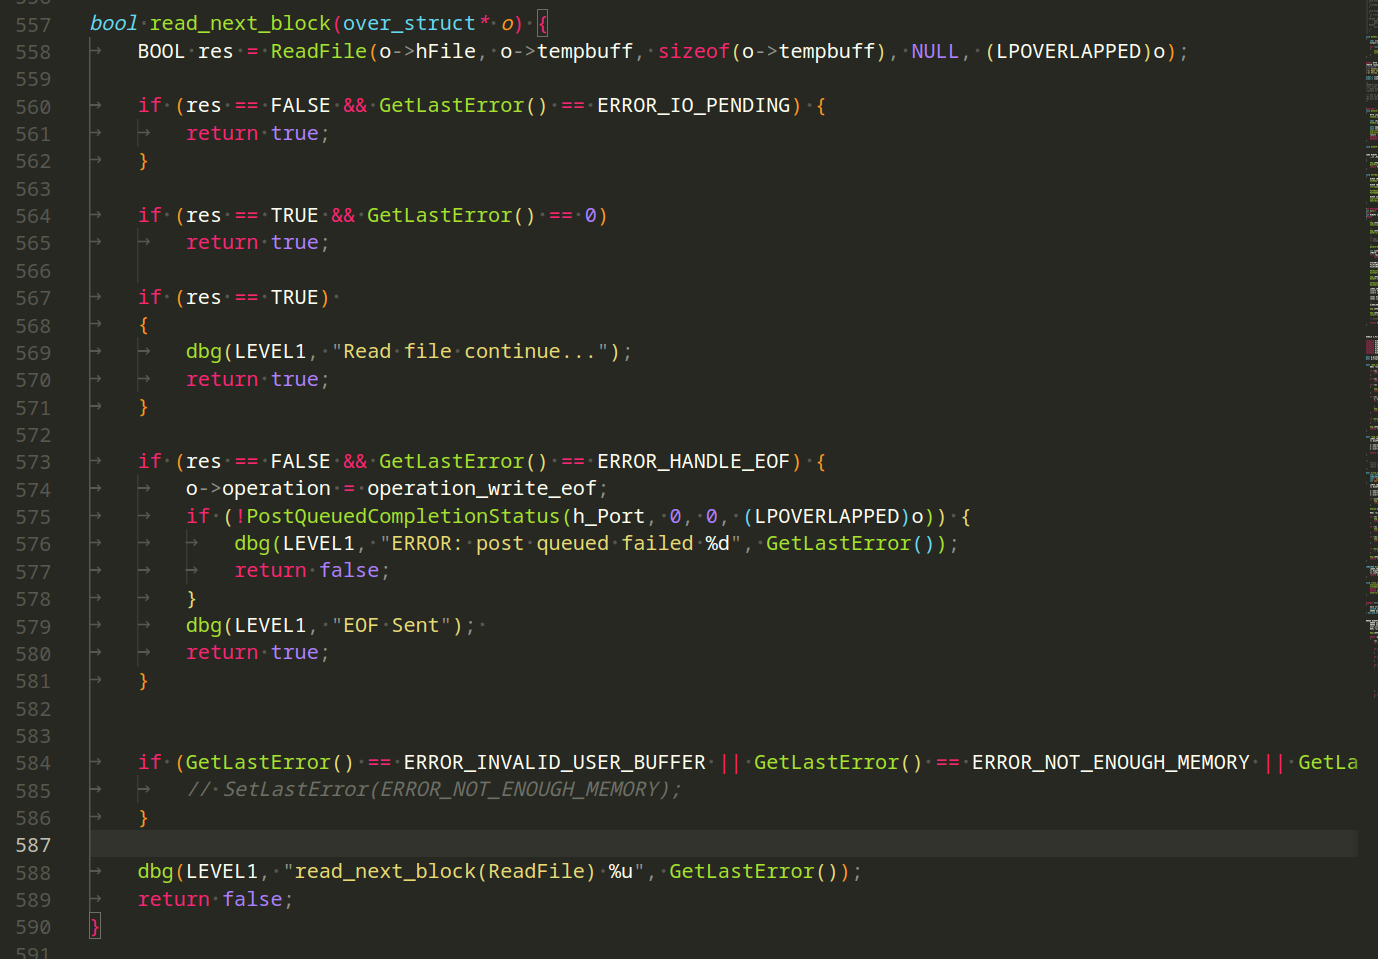 557 bool read_next_block(over_struct* o) {
558 BOOL res = ReadFile(o->hFile, o->tempbuff, sizeof(o->tempbuff), NULL, (LPOVERLAPPED)o);
559
560 if (res == FALSE && GetLastError() == ERROR_IO_PENDING) {
561 return true;
562 }
563
564 if (res == TRUE && GetLastError() == 0)
565 return true;
566
567 if (res == TRUE)
568 {
569 dbg(LEVEL1, "Read file continue...");
570 return true;
571 }
572
573 if (res == FALSE && GetLastError() == ERROR_HANDLE_EOF) {
574 o->operation = operation_write_eof;
575 if (!PostQueuedCompletionStatus(h_Port, 0, 0, (LPOVERLAPPED)o)) {
576 dbg(LEVEL1, "ERROR: post queued failed %d", GetLastError());
577 return false;
578 }
579 dbg(LEVEL1, "EOF Sent");
580 return true;
581 }
582
583
584 if (GetLastError() == ERROR_INVALID_USER_BUFFER || GetLastError() == ERROR_NOT_ENOUGH_MEMORY || GetLa
585 // SetLastError(ERROR_NOT_ENOUGH_MEMORY);
586 }
587
588 dbg(LEVEL1, "read_next_block(ReadFile) %u", GetLastError());
589 return false;
590 }
591